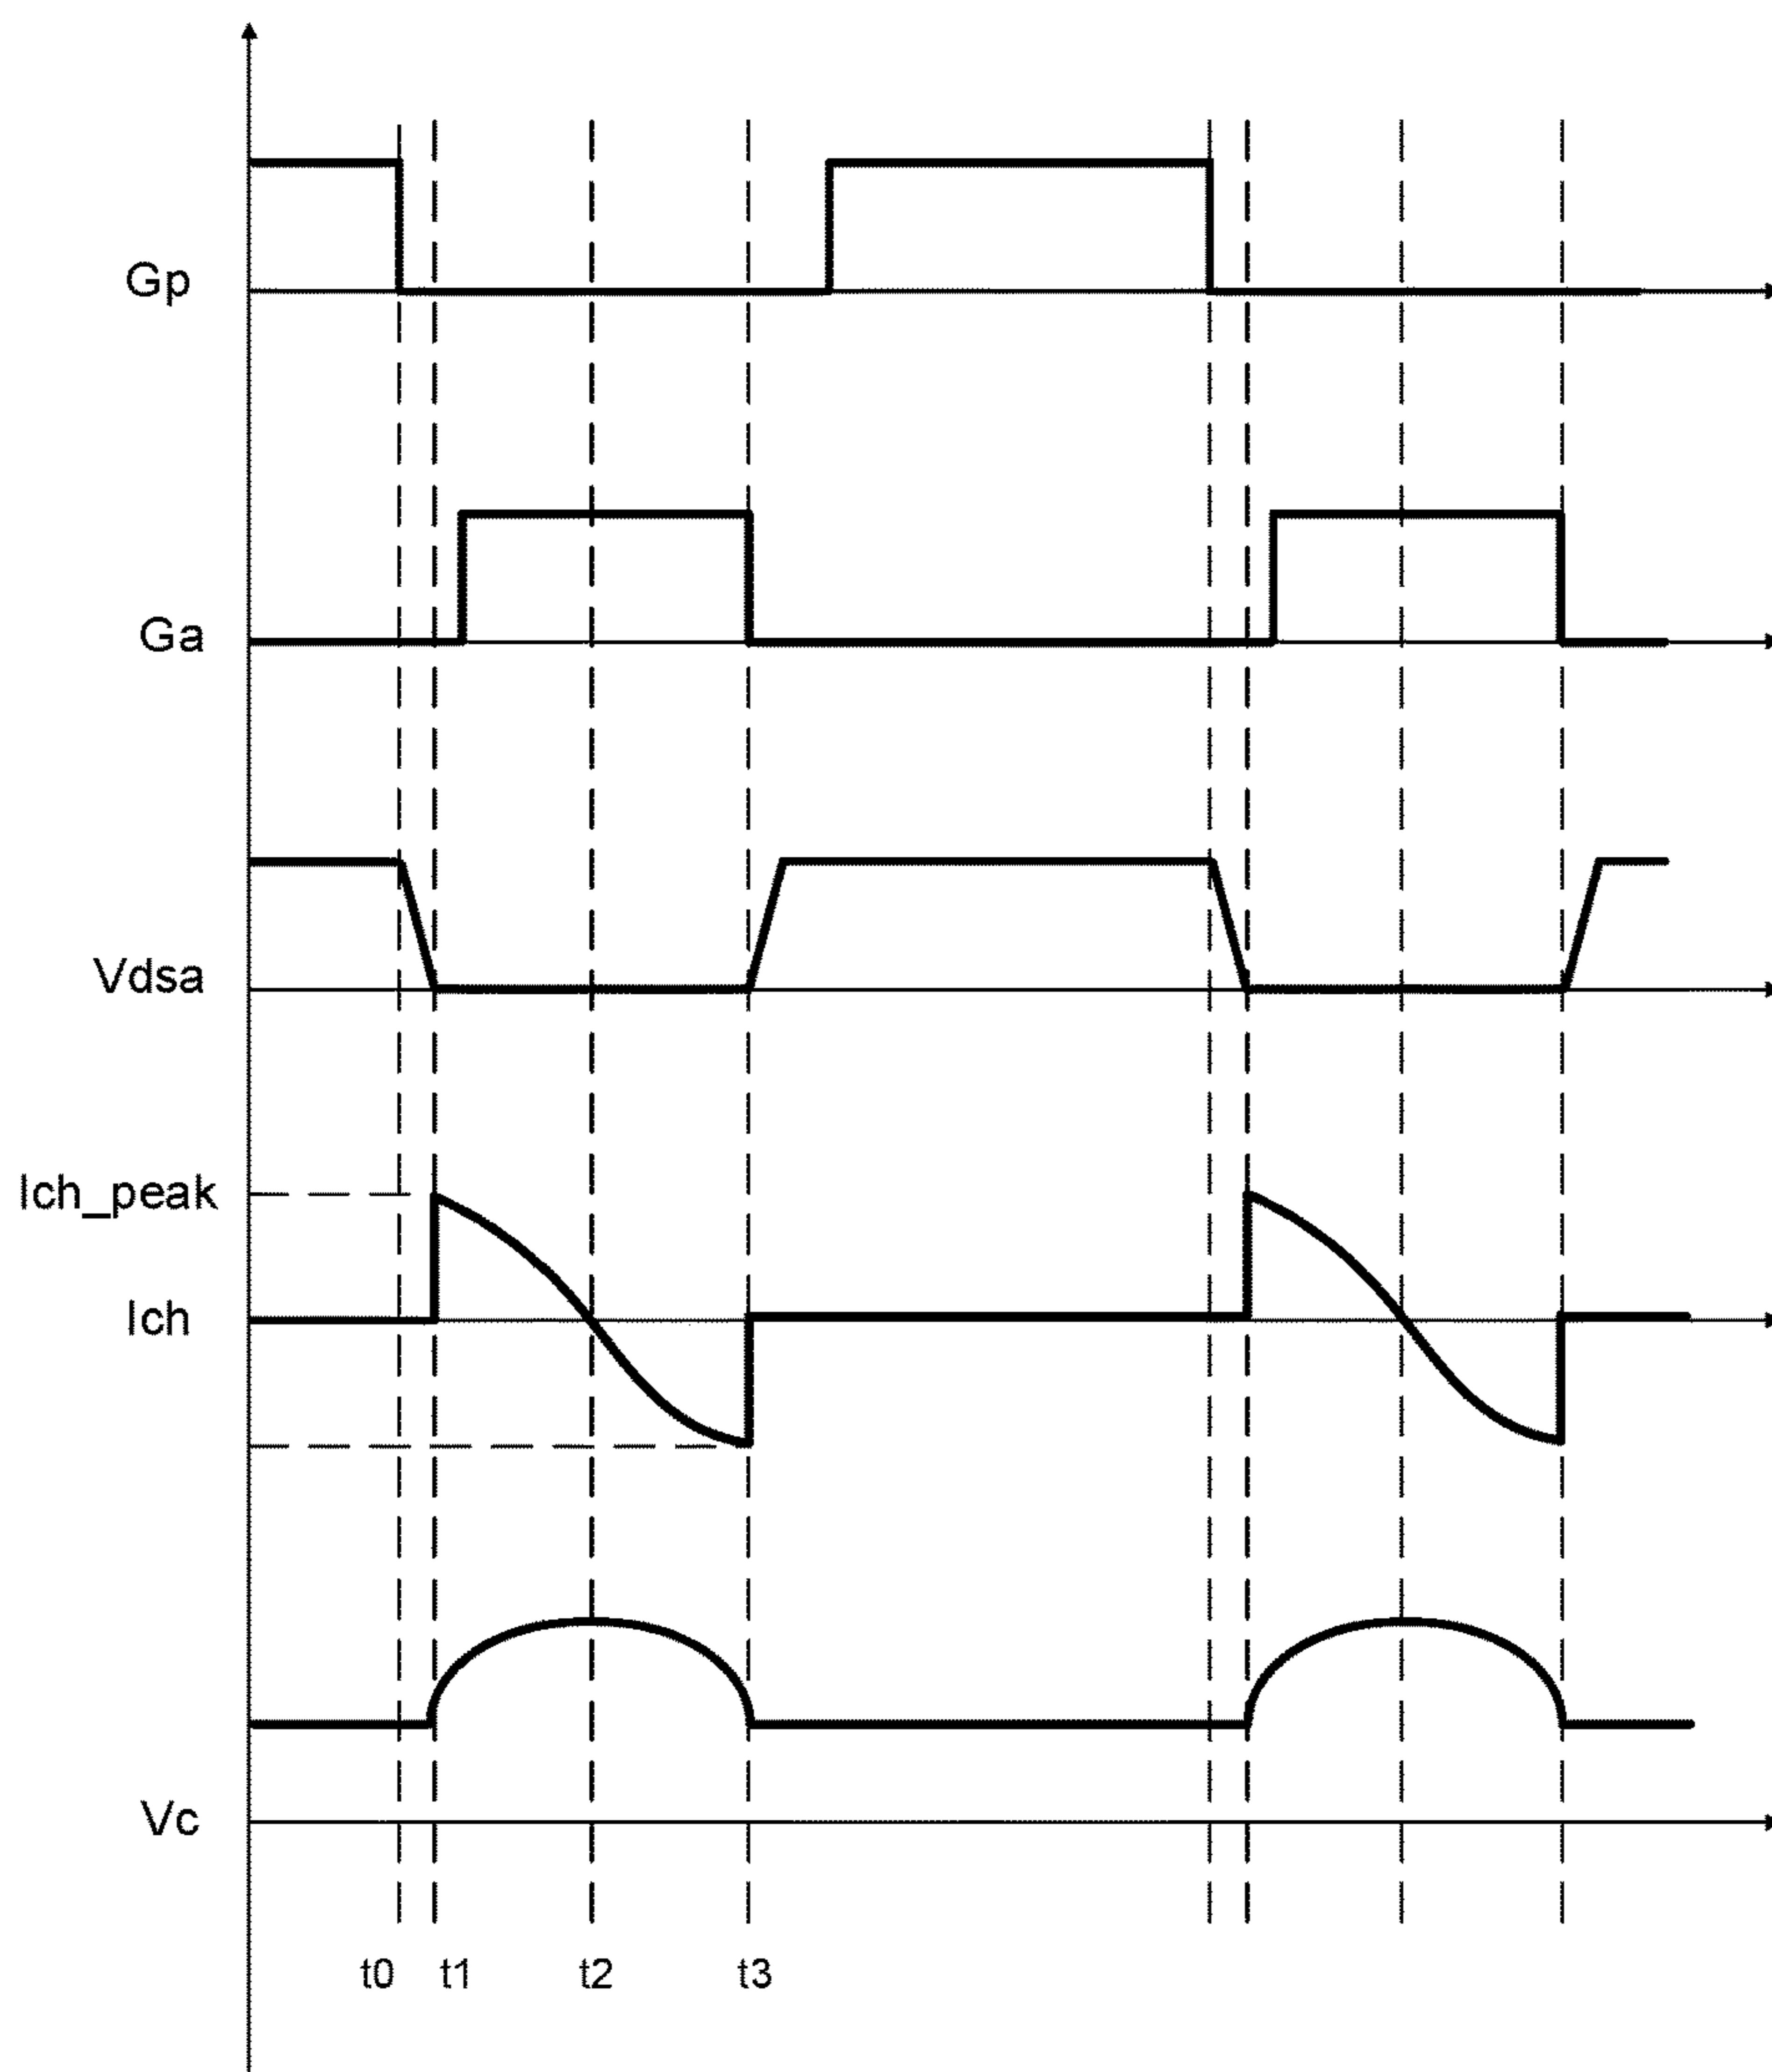 Gp
Ga
Vdsa
Ich_peak
Ich
Vc
t0 t1 t2 t3